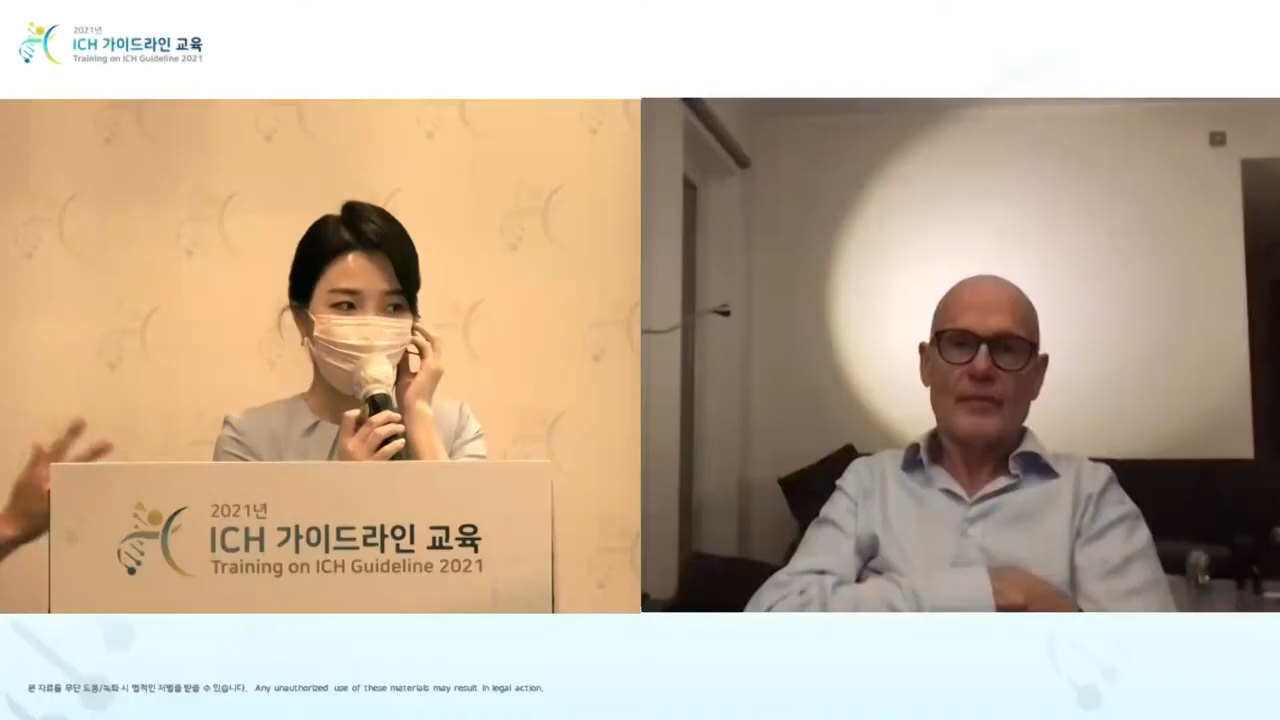 2021년
ICH 가이드라인 교육
Training on ICH Guideline 2021
2021년
ICH 가이드라인 교육
Training on ICH Guideline 2021
본 자료를 무단 도용/녹화 시 법적인 처벌을 받을 수 있습니다. Any unauthorized use of these materials may result in legal action.